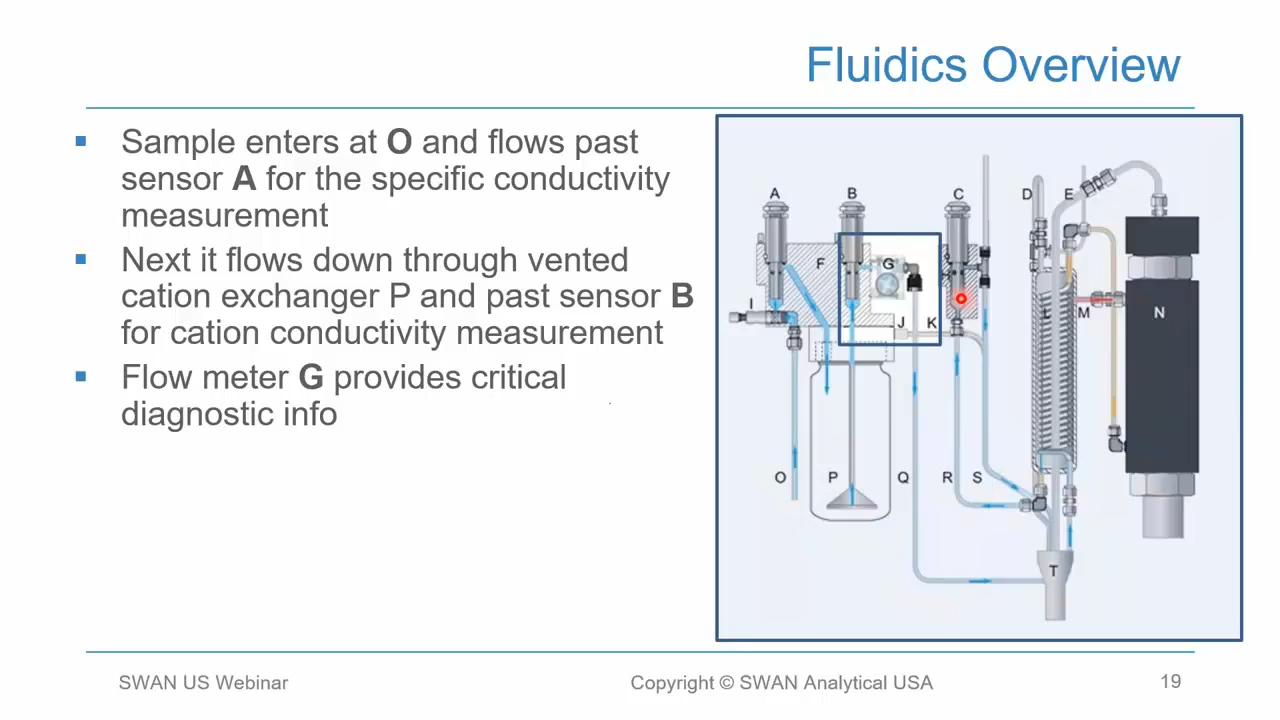 Fluidics Overview
Sample enters at O and flows past
sensor A for the specific conductivity
measurement
Next it flows down through vented
cation exchanger P and past sensor B
for cation conductivity measurement
Flow meter G provides critical
diagnostic info
A B C D E
F G
I J K L M N
O P Q R S
T
SWAN US Webinar Copyright © SWAN Analytical USA 19